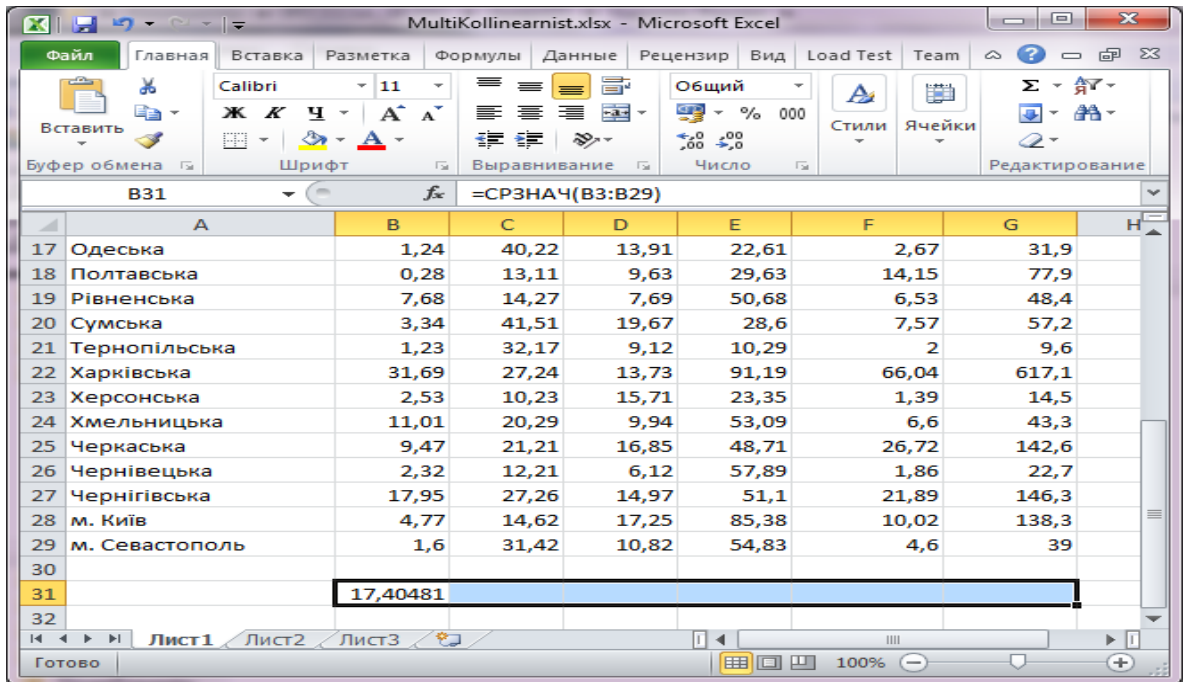 MultiKollinearnist.xlsx - Microsoft Excel
Файл Главная Вставка Разметка Формулы Данные Рецензир Вид Load Test Team
Вставить
Calibri 11
Ж К Ч
Общий
% 000
Стили Ячейки
Буфер обмена Шрифт Выравнивание Число Редактирование
B31 fx =СРЗНАЧ(B3:B29)
A B C D E F G H
17 Одеська 1,24 40,22 13,91 22,61 2,67 31,9
18 Полтавська 0,28 13,11 9,63 29,63 14,15 77,9
19 Рівненська 7,68 14,27 7,69 50,68 6,53 48,4
20 Сумська 3,34 41,51 19,67 28,6 7,57 57,2
21 Тернопільська 1,23 32,17 9,12 10,29 2 9,6
22 Харківська 31,69 27,24 13,73 91,19 66,04 617,1
23 Херсонська 2,53 10,23 15,71 23,35 1,39 14,5
24 Хмельницька 11,01 20,29 9,94 53,09 6,6 43,3
25 Черкаська 9,47 21,21 16,85 48,71 26,72 142,6
26 Чернівецька 2,32 12,21 6,12 57,89 1,86 22,7
27 Чернігівська 17,95 27,26 14,97 51,1 21,89 146,3
28 м. Київ 4,77 14,62 17,25 85,38 10,02 138,3
29 м. Севастополь 1,6 31,42 10,82 54,83 4,6 39
30
31 17,40481
32
Лист1 Лист2 Лист3
Готово 100%